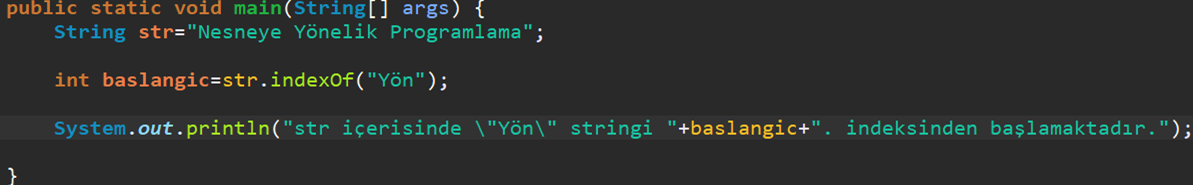 public static void main(String[] args) {
String str="Nesneye Yönelik Programlama";
int baslangic=str.indexOf("Yön");
System.out.println("str içerisinde \"Yön\" stringi "+baslangic+". indeksinden başlamaktadır.");
}